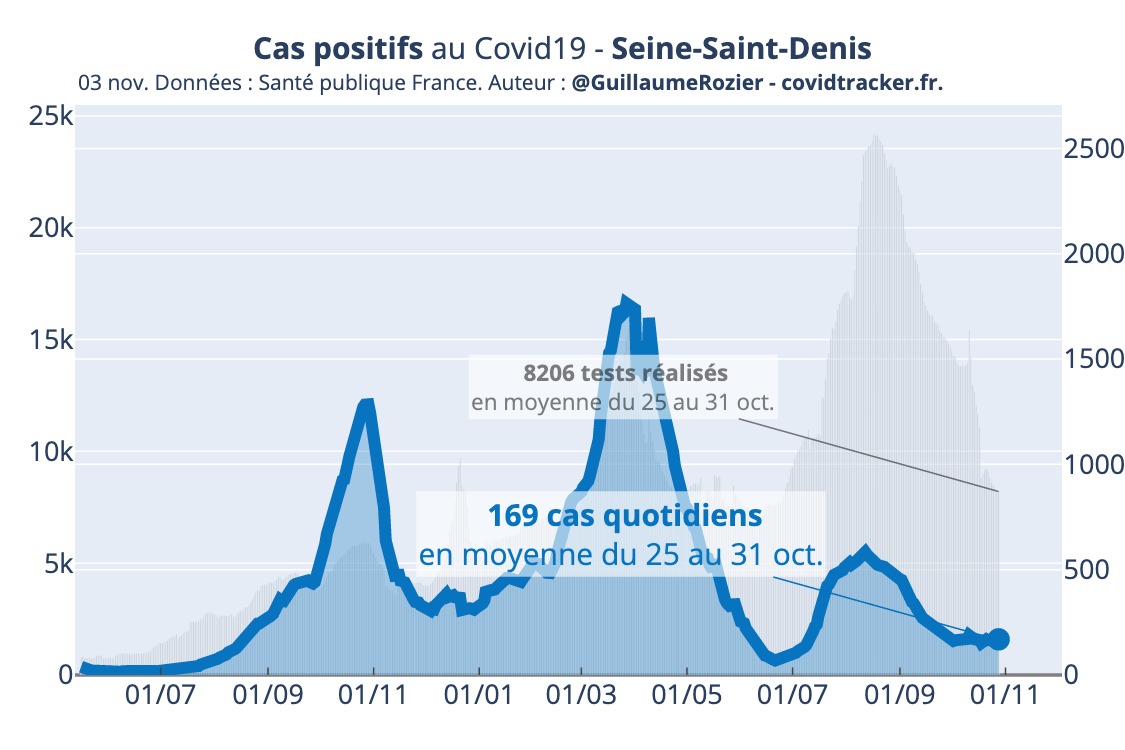 Cas positifs au Covid19 - Seine-Saint-Denis
03 nov. Données : Santé publique France. Auteur : @GuillaumeRozier - covidtracker.fr.
25k
2500
20k
2000
15k
1500
8206 tests réalisés
en moyenne du 25 au 31 oct.
10k
1000
169 cas quotidiens
en moyenne du 25 au 31 oct.
5k
500
0
0
01/07 01/09 01/11 01/01 01/03 01/05 01/07 01/09 01/11